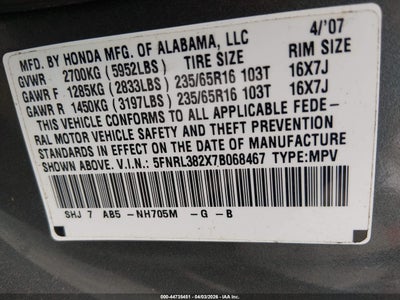 MFD. BY HONDA MFG. OF ALABAMA, LLC 4/'07
GVWR 2700KG (5952LBS) TIRE SIZE RIM SIZE
GAWR F 1285KG (2833LBS) 235/65R16 103T 16X7J
GAWR R 1450KG (3197LBS) 235/65R16 103T 16X7J
THIS VEHICLE CONFORMS TO ALL APPLICABLE FEDE-
RAL MOTOR VEHICLE SAFETY AND THEFT PREVENTION
STANDARDS IN EFFECT ON THE DATE OF MANUFACTURE
SHOWN ABOVE. V.I.N.: 5FNRL382X7B068467 TYPE:MPV
SHJ 7 AB5-NH705M -G -B
000-44735451 04/03/2026 IAA Inc.